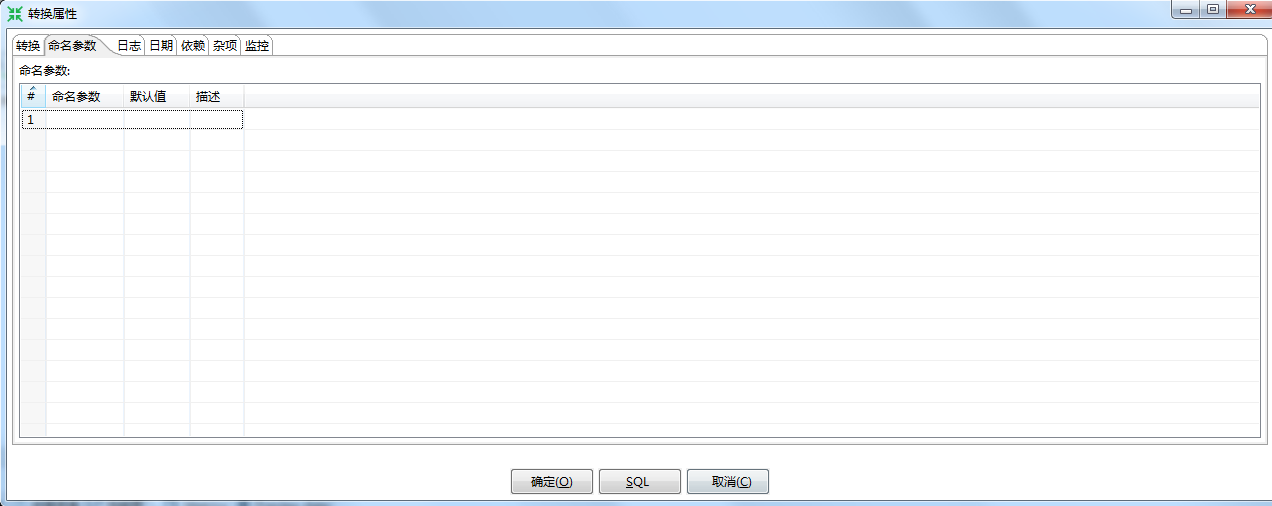 转换属性
转换 命名参数 日志 日期 依赖 杂项 监控
命名参数:
# 命名参数 默认值 描述
1
确定(O) SQL 取消(C)